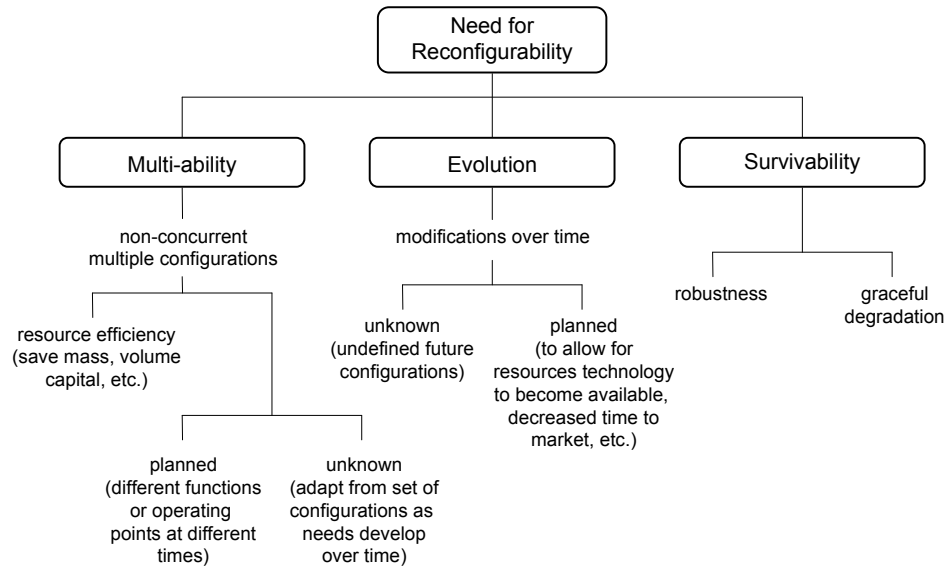 Need for
Reconfigurability
Multi-ability
Evolution
Survivability
non-concurrent
multiple configurations
modifications over time
robustness
graceful
degradation
resource efficiency
(save mass, volume
capital, etc.)
unknown
(undefined future
configurations)
planned
(to allow for
resources technology
to become available,
decreased time to
market, etc.)
planned
(different functions
or operating
points at different
times)
unknown
(adapt from set of
configurations as
needs develop
over time)